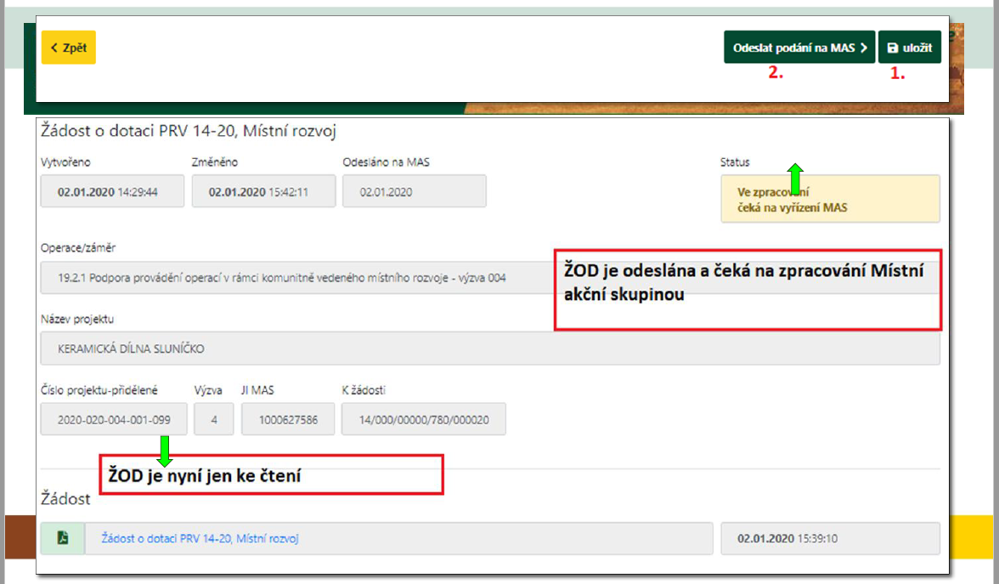 Zpět
Odeslat podání na MAS
uložit
2.
1.
Žádost o dotaci PRV 14-20, Místní rozvoj
Vytvořeno Změněno Odesláno na MAS Status
02.01.2020 14:29:44 02.01.2020 15:42:11 02.01.2020
Ve zpracování
čeká na vyřízení MAS
Operace/záměr
19.2.1 Podpora provádění operací v rámci komunitně vedeného místního rozvoje - výzva 004
ŽOD je odeslána a čeká na zpracování Místní
akční skupinou
Název projektu
KERAMICKÁ DÍLNA SLUNÍČKO
Číslo projektu-přidělené Výzva JI MAS K žádosti
2020-020-004-001-099 4 1000627586 14/000/00000/780/000020
ŽOD je nyní jen ke čtení
Žádost
Žádost o dotaci PRV 14-20, Místní rozvoj 02.01.2020 15:39:10